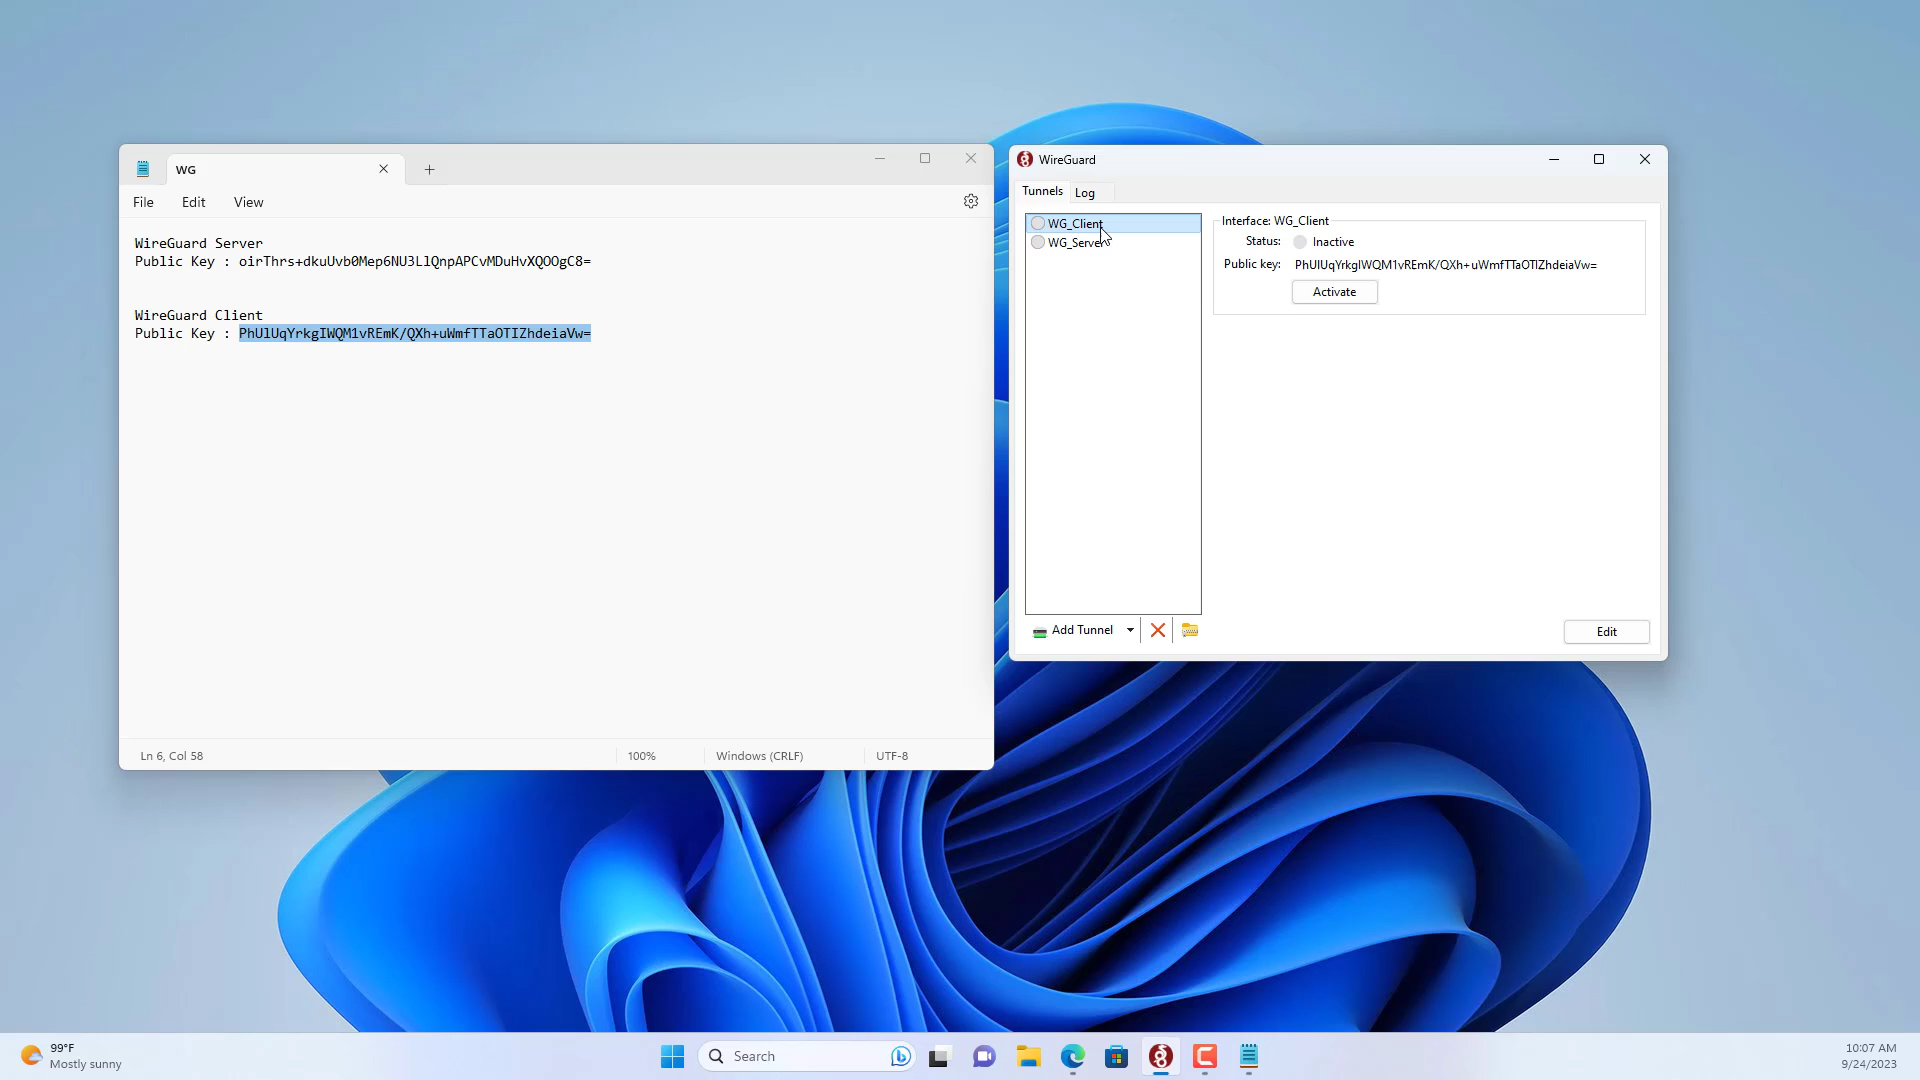 WG
File Edit View
WireGuard Server
Public Key : oirThrs+dkuUvb0Mep6NU3LlQnpAPCvMDuHvXQOOgC8=
WireGuard Client
Public Key : PhUlUqYrkgIWQM1vREmK/QXh+uWmfTTaOTIZhdeiaVw=
Ln 6, Col 58
100%
Windows (CRLF)
UTF-8
WireGuard
Tunnels Log
WG_Client
WG_Server
Interface: WG_Client
Status: Inactive
Public key: PhUlUqYrkgIWQM1vREmK/QXh+uWmfTTaOTIZhdeiaVw=
Activate
Add Tunnel
Edit
99°F
Mostly sunny
Search
10:07 AM
9/24/2023